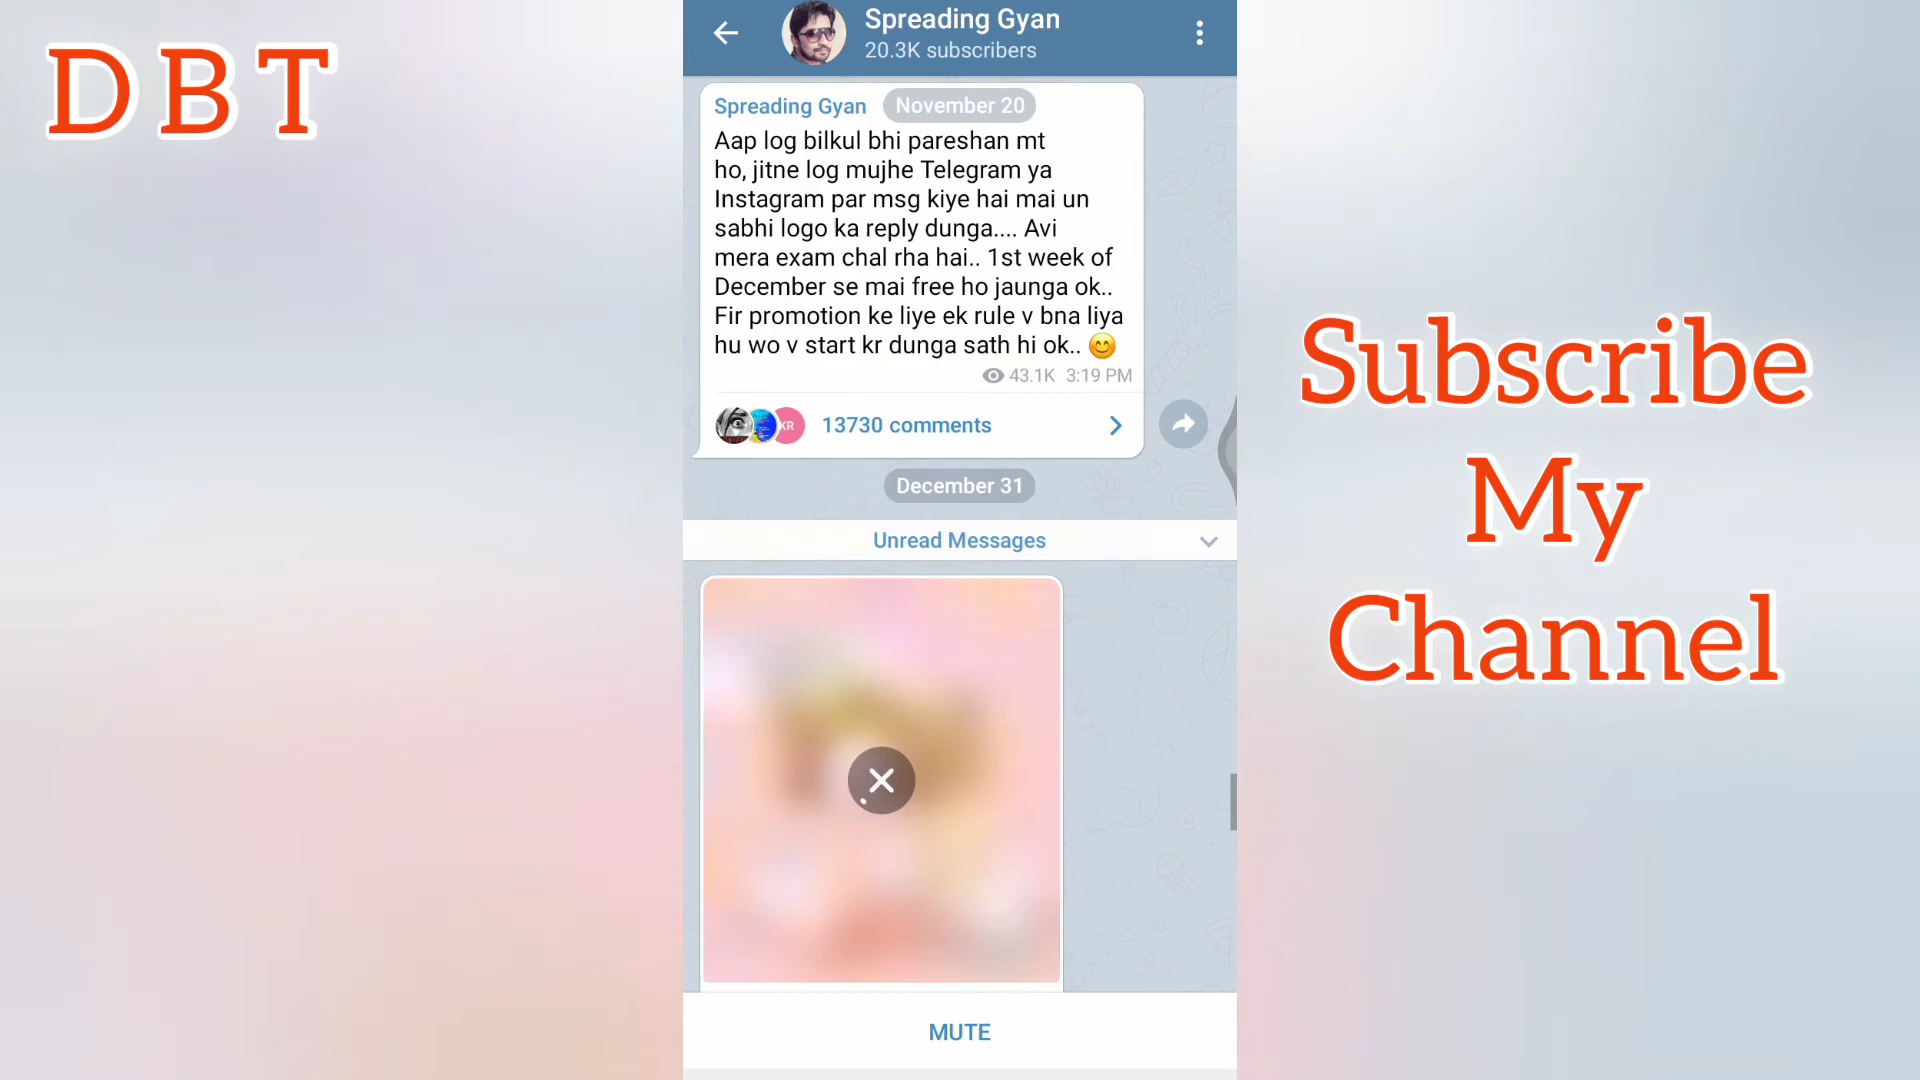 D B T
Spreading Gyan
20.3K subscribers
Spreading Gyan
November 20
Aap log bilkul bhi pareshan mt
ho, jitne log mujhe Telegram ya
Instagram par msg kiye hai mai un
sabhi logo ka reply dunga.... Avi
mera exam chal rha hai.. 1st week of
December se mai free ho jaunga ok..
Fir promotion ke liye ek rule v bna liya
hu wo v start kr dunga sath hi ok.. 😊
43.1K 3:19 PM
KR
13730 comments
December 31
Unread Messages
MUTE
Subscribe
My
Channel